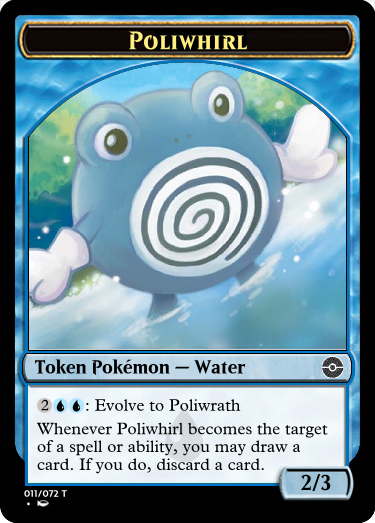 Poliwhirl
Token Pokémon — Water
2: Evolve to Poliwrath
Whenever Poliwhirl becomes the target
of a spell or ability, you may draw a
card. If you do, discard a card.
2/3
011/072 T